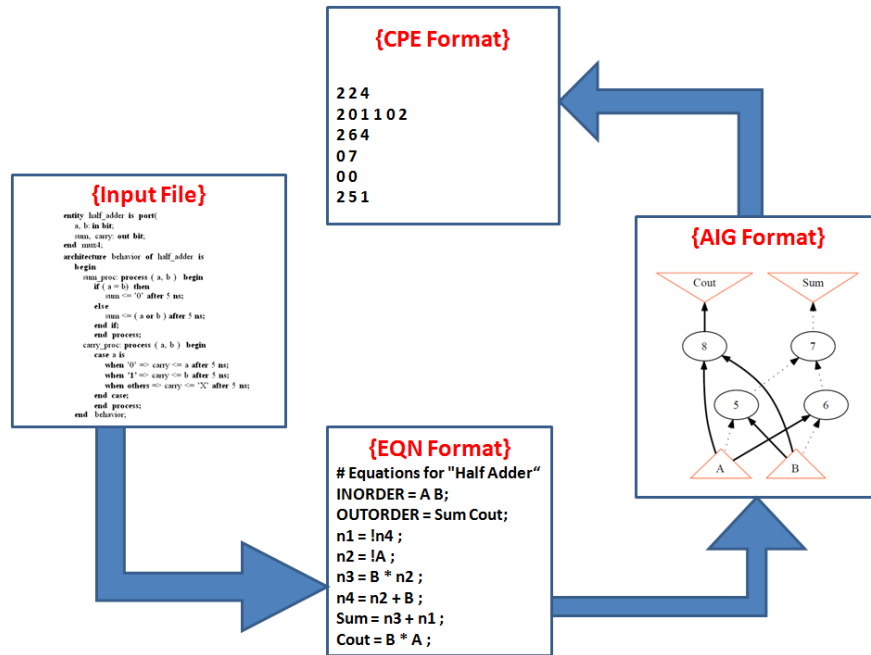 {CPE Format}
2 2 4
2 0 1 1 0 2
2 6 4
0 7
0 0
2 5 1
{Input File}
entity half_adder is port(
a, b: in bit;
sum, carry: out bit;
end mux4;
architecture behavior of half_adder is
begin
sum_proc: process ( a, b ) begin
if ( a = b) then
sum <= '0' after 5 ns;
else
sum <= ( a or b ) after 5 ns;
end if;
end process;
carry_proc: process ( a, b ) begin
case a is
when '0' => carry <= a after 5 ns;
when '1' => carry <= b after 5 ns;
when others => carry <= 'X' after 5 ns;
end case;
end process;
end behavior;
{EQN Format}
# Equations for "Half Adder“
INORDER = A B;
OUTORDER = Sum Cout;
n1 = !n4 ;
n2 = !A ;
n3 = B * n2 ;
n4 = n2 + B ;
Sum = n3 + n1 ;
Cout = B * A ;
{AIG Format}
Cout Sum
8 7
5 6
A B